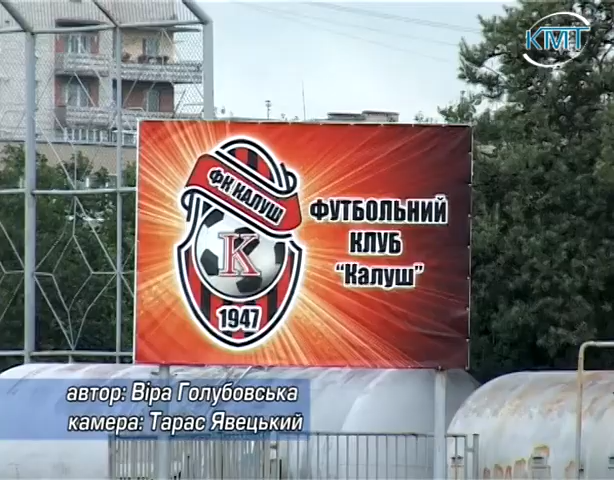 КМТ
ФК КАЛУШ
К
1947
ФУТБОЛЬНИЙ
КЛУБ
"Калуш"
автор: Віра Голубовська
камера: Тарас Явецький